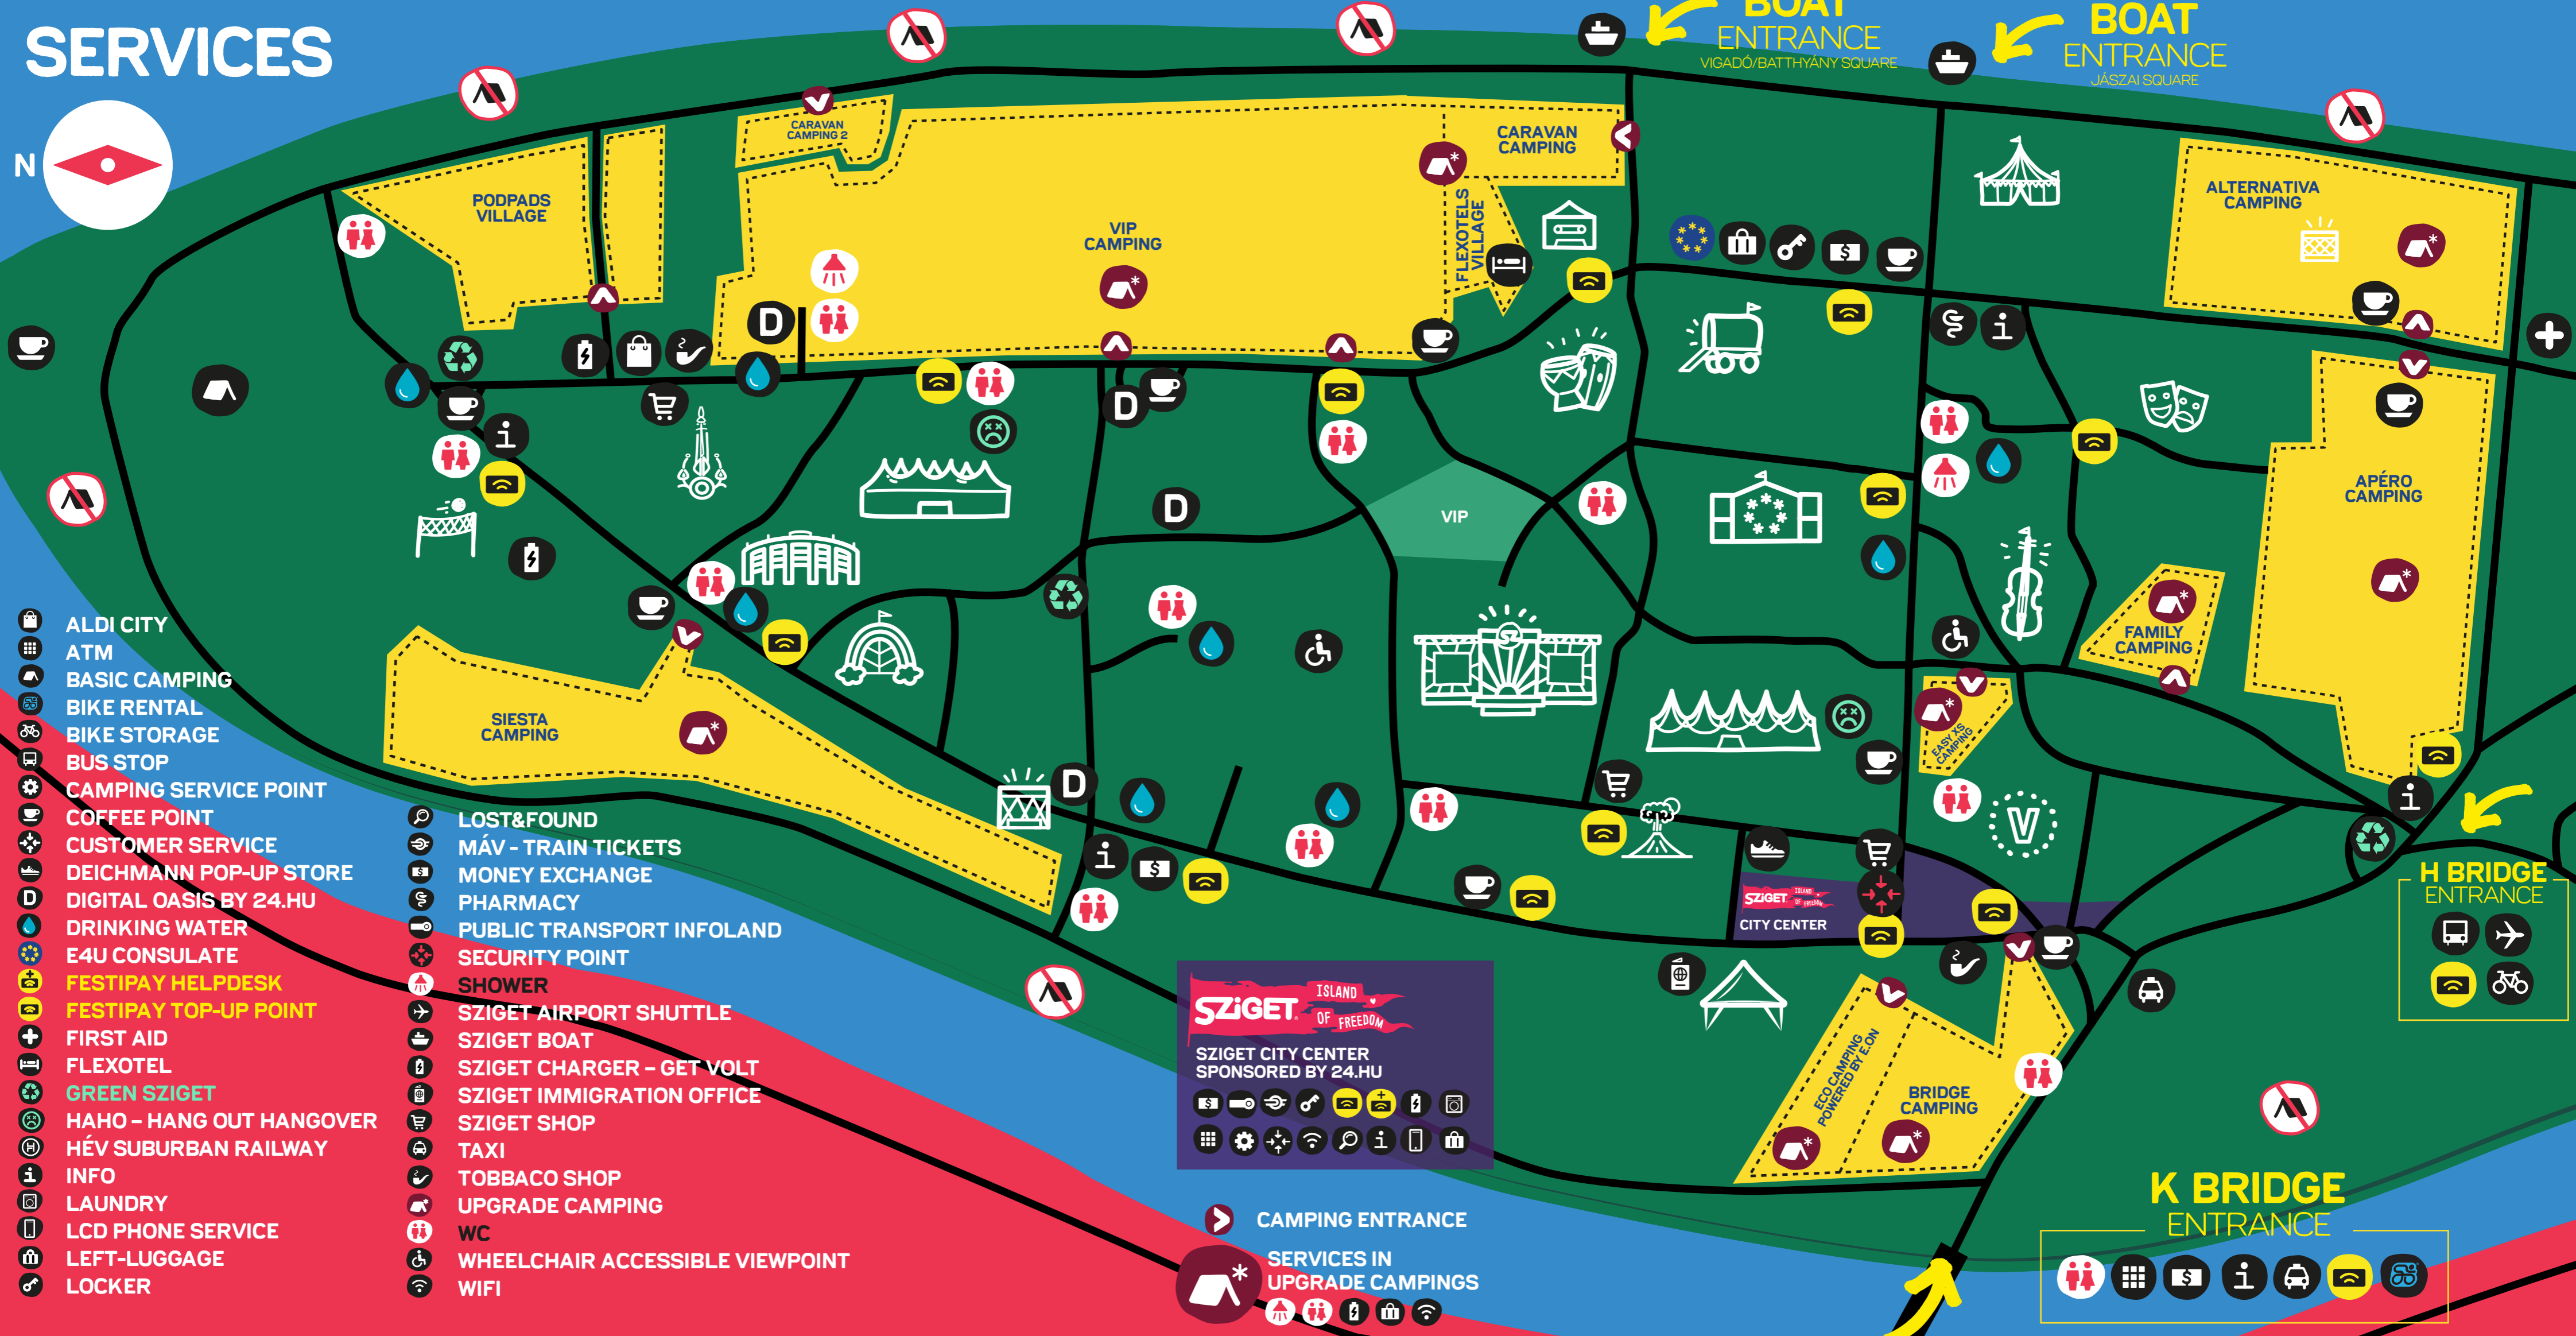 SERVICES
N
BOAT
ENTRANCE
VIGADÓ/BATTHYÁNY SQUARE
BOAT
ENTRANCE
JÁSZAI SQUARE
CARAVAN
CAMPING 2
CARAVAN
CAMPING
PODPADS
VILLAGE
VIP
CAMPING
FLEXOTELS
VILLAGE
ALTERNATIVA
CAMPING
D
D
D
VIP
APÉRO
CAMPING
FAMILY
CAMPING
EASY XS
CAMPING
SIESTA
CAMPING
D
V
SZIGET
ISLAND
OF FREEDOM
CITY CENTER
H BRIDGE
ENTRANCE
ECO CAMPING
POWERED BY E.ON
BRIDGE
CAMPING
SZIGET
ISLAND
OF FREEDOM
SZIGET CITY CENTER
SPONSORED BY 24.HU
K BRIDGE
ENTRANCE
CAMPING ENTRANCE
SERVICES IN
UPGRADE CAMPINGS
ALDI CITY
ATM
BASIC CAMPING
BIKE RENTAL
BIKE STORAGE
BUS STOP
CAMPING SERVICE POINT
COFFEE POINT
CUSTOMER SERVICE
DEICHMANN POP-UP STORE
D DIGITAL OASIS BY 24.HU
DRINKING WATER
E4U CONSULATE
FESTIPAY HELPDESK
FESTIPAY TOP-UP POINT
FIRST AID
FLEXOTEL
GREEN SZIGET
HAHO – HANG OUT HANGOVER
H HÉV SUBURBAN RAILWAY
i INFO
LAUNDRY
LCD PHONE SERVICE
LEFT-LUGGAGE
LOCKER
LOST&FOUND
MÁV - TRAIN TICKETS
MONEY EXCHANGE
PHARMACY
PUBLIC TRANSPORT INFOLAND
SECURITY POINT
SHOWER
SZIGET AIRPORT SHUTTLE
SZIGET BOAT
SZIGET CHARGER – GET VOLT
SZIGET IMMIGRATION OFFICE
SZIGET SHOP
TAXI
TOBBACO SHOP
UPGRADE CAMPING
WC
WHEELCHAIR ACCESSIBLE VIEWPOINT
WIFI